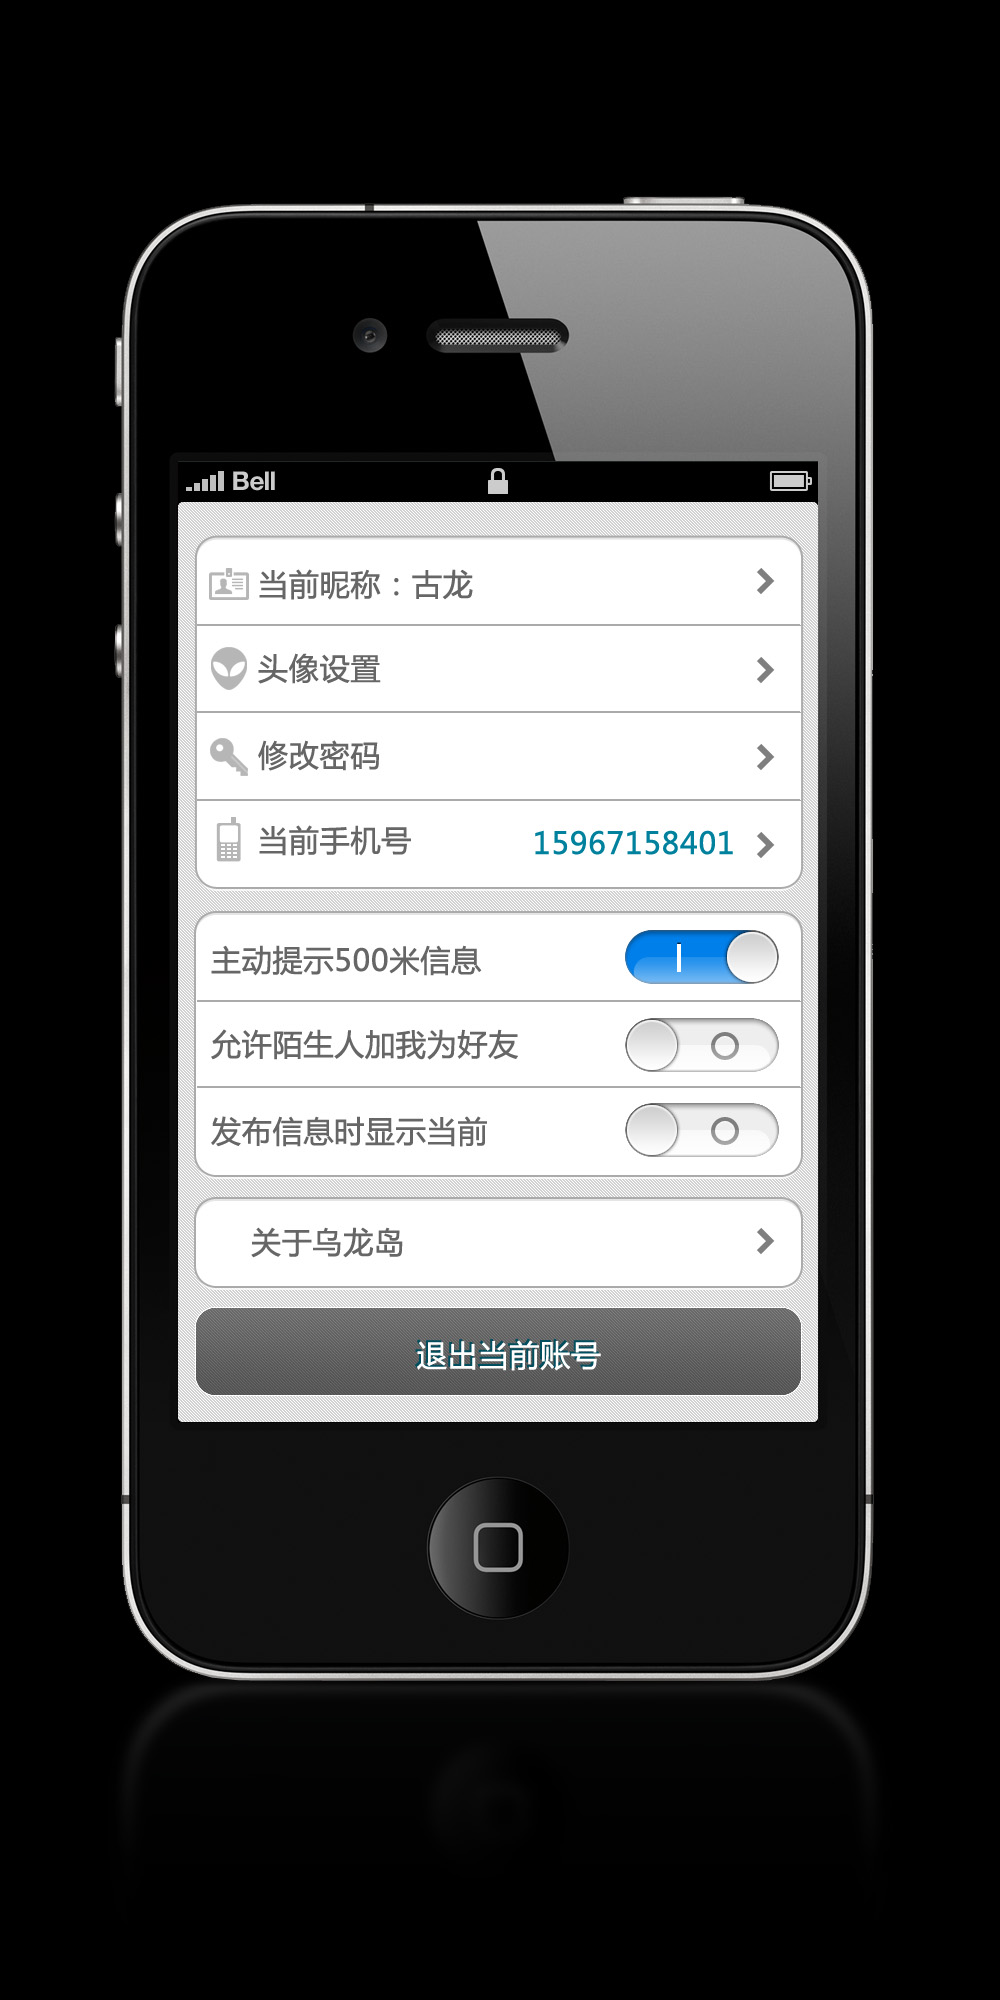 Bell
当前昵称：古龙
头像设置
修改密码
当前手机号 15967158401
主动提示500米信息
允许陌生人加我为好友
发布信息时显示当前
关于乌龙岛
退出当前账号